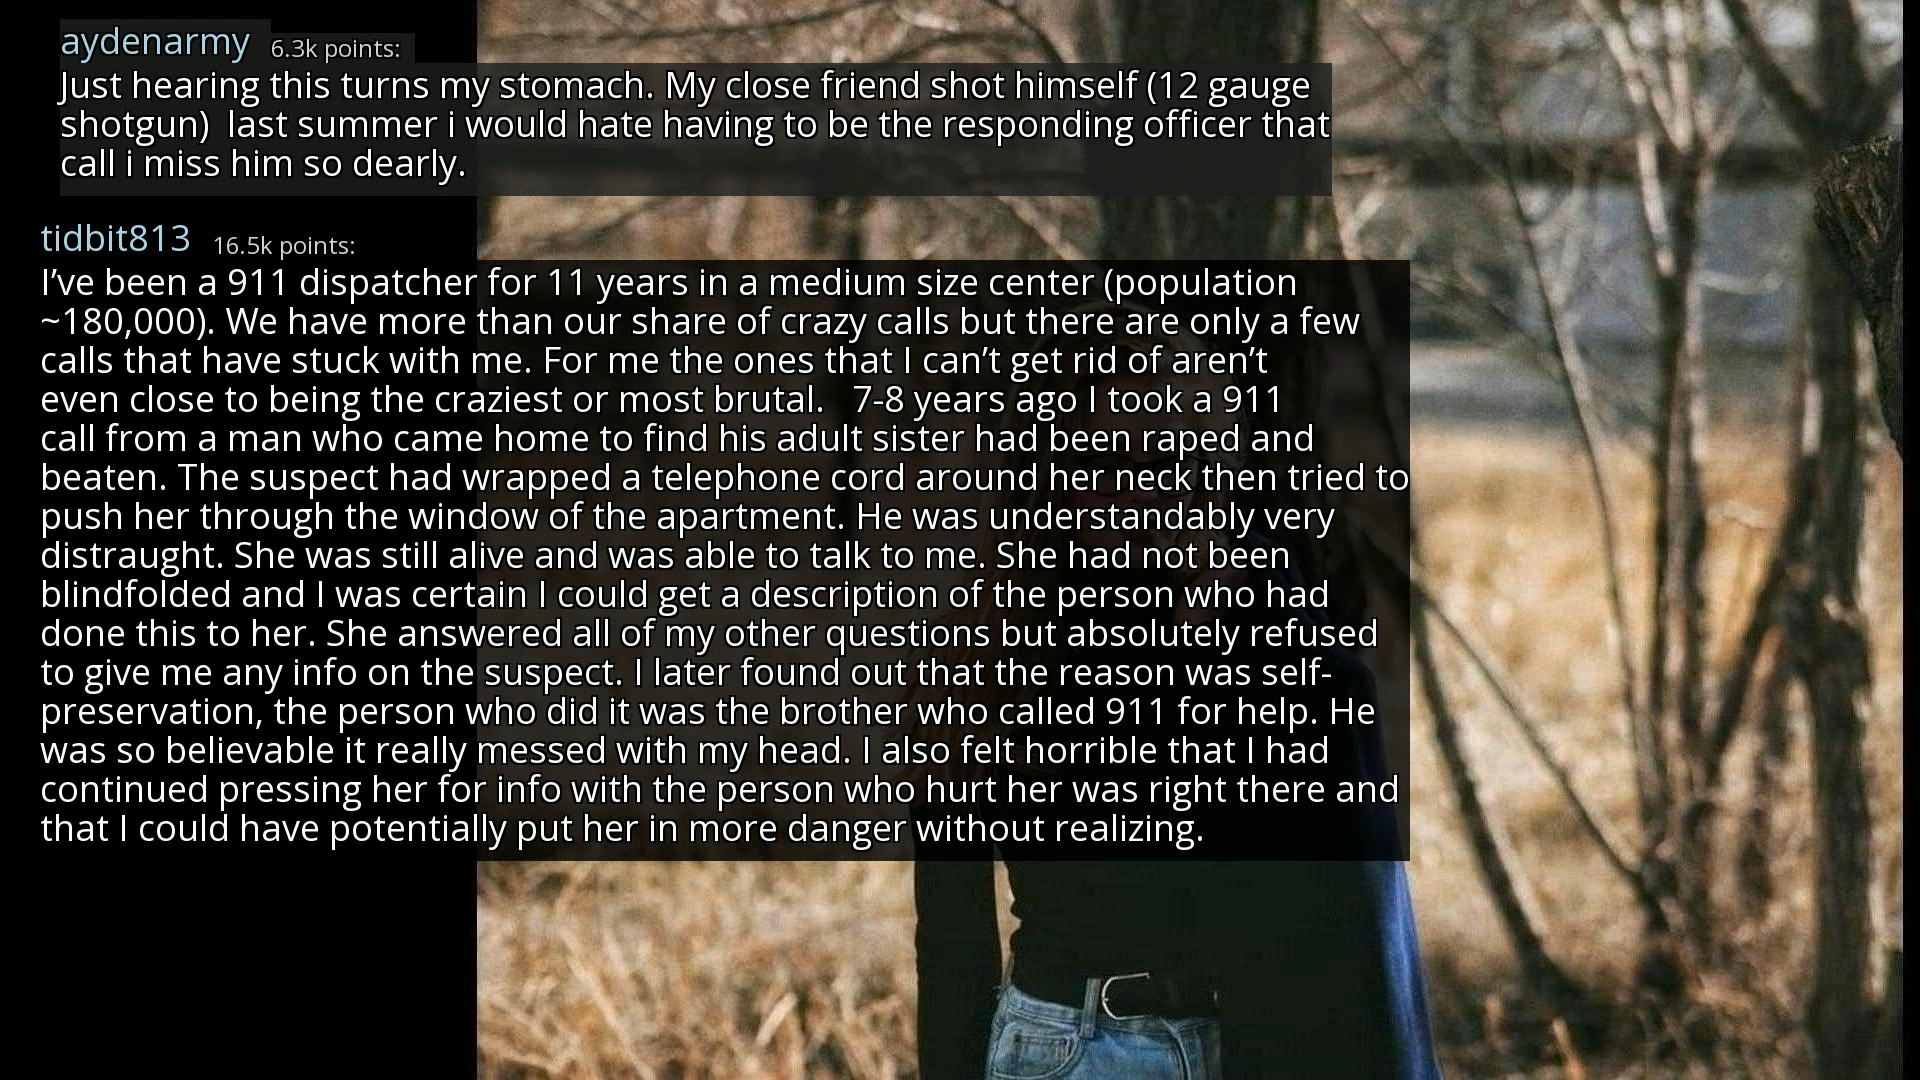 aydenarmy 6.3k points:
Just hearing this turns my stomach. My close friend shot himself (12 gauge
shotgun)  last summer i would hate having to be the responding officer that
call i miss him so dearly.
tidbit813 16.5k points:
I’ve been a 911 dispatcher for 11 years in a medium size center (population
~180,000). We have more than our share of crazy calls but there are only a few
calls that have stuck with me. For me the ones that I can’t get rid of aren’t
even close to being the craziest or most brutal.   7-8 years ago I took a 911
call from a man who came home to find his adult sister had been raped and
beaten. The suspect had wrapped a telephone cord around her neck then tried to
push her through the window of the apartment. He was understandably very
distraught. She was still alive and was able to talk to me. She had not been
blindfolded and I was certain I could get a description of the person who had
done this to her. She answered all of my other questions but absolutely refused
to give me any info on the suspect. I later found out that the reason was self-
preservation, the person who did it was the brother who called 911 for help. He
was so believable it really messed with my head. I also felt horrible that I had
continued pressing her for info with the person who hurt her was right there and
that I could have potentially put her in more danger without realizing.